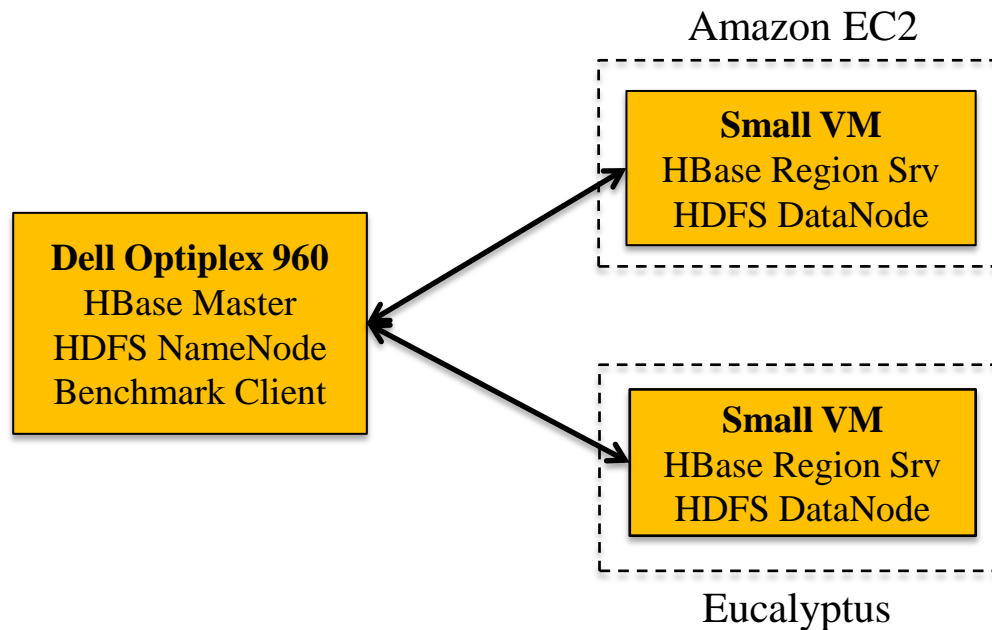 Amazon EC2
Small VM
HBase Region Srv
HDFS DataNode
Dell Optiplex 960
HBase Master
HDFS NameNode
Benchmark Client
Small VM
HBase Region Srv
HDFS DataNode
Eucalyptus